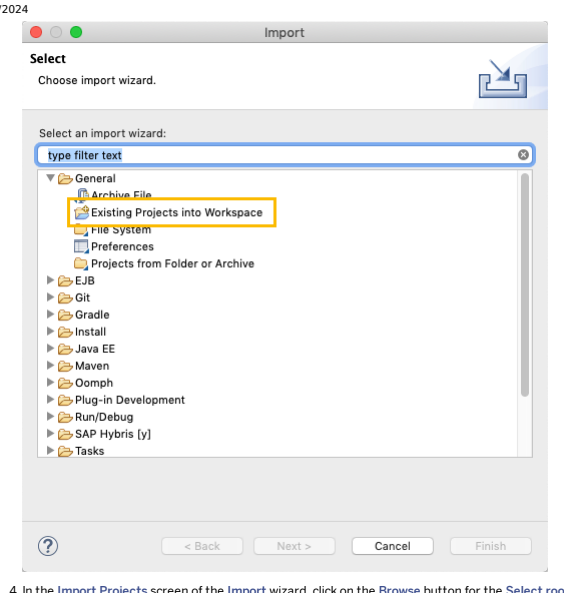 /2024
Import
Select
Choose import wizard.
Select an import wizard:
type filter text
General
Archive File
Existing Projects into Workspace
File System
Preferences
Projects from Folder or Archive
EJB
Git
Gradle
Install
Java EE
Maven
Oomph
Plug-in Development
Run/Debug
SAP Hybris [y]
Tasks
?
< Back
Next >
Cancel
Finish
4. In the Import Projects screen of the Import wizard, click on the Browse button for the Select